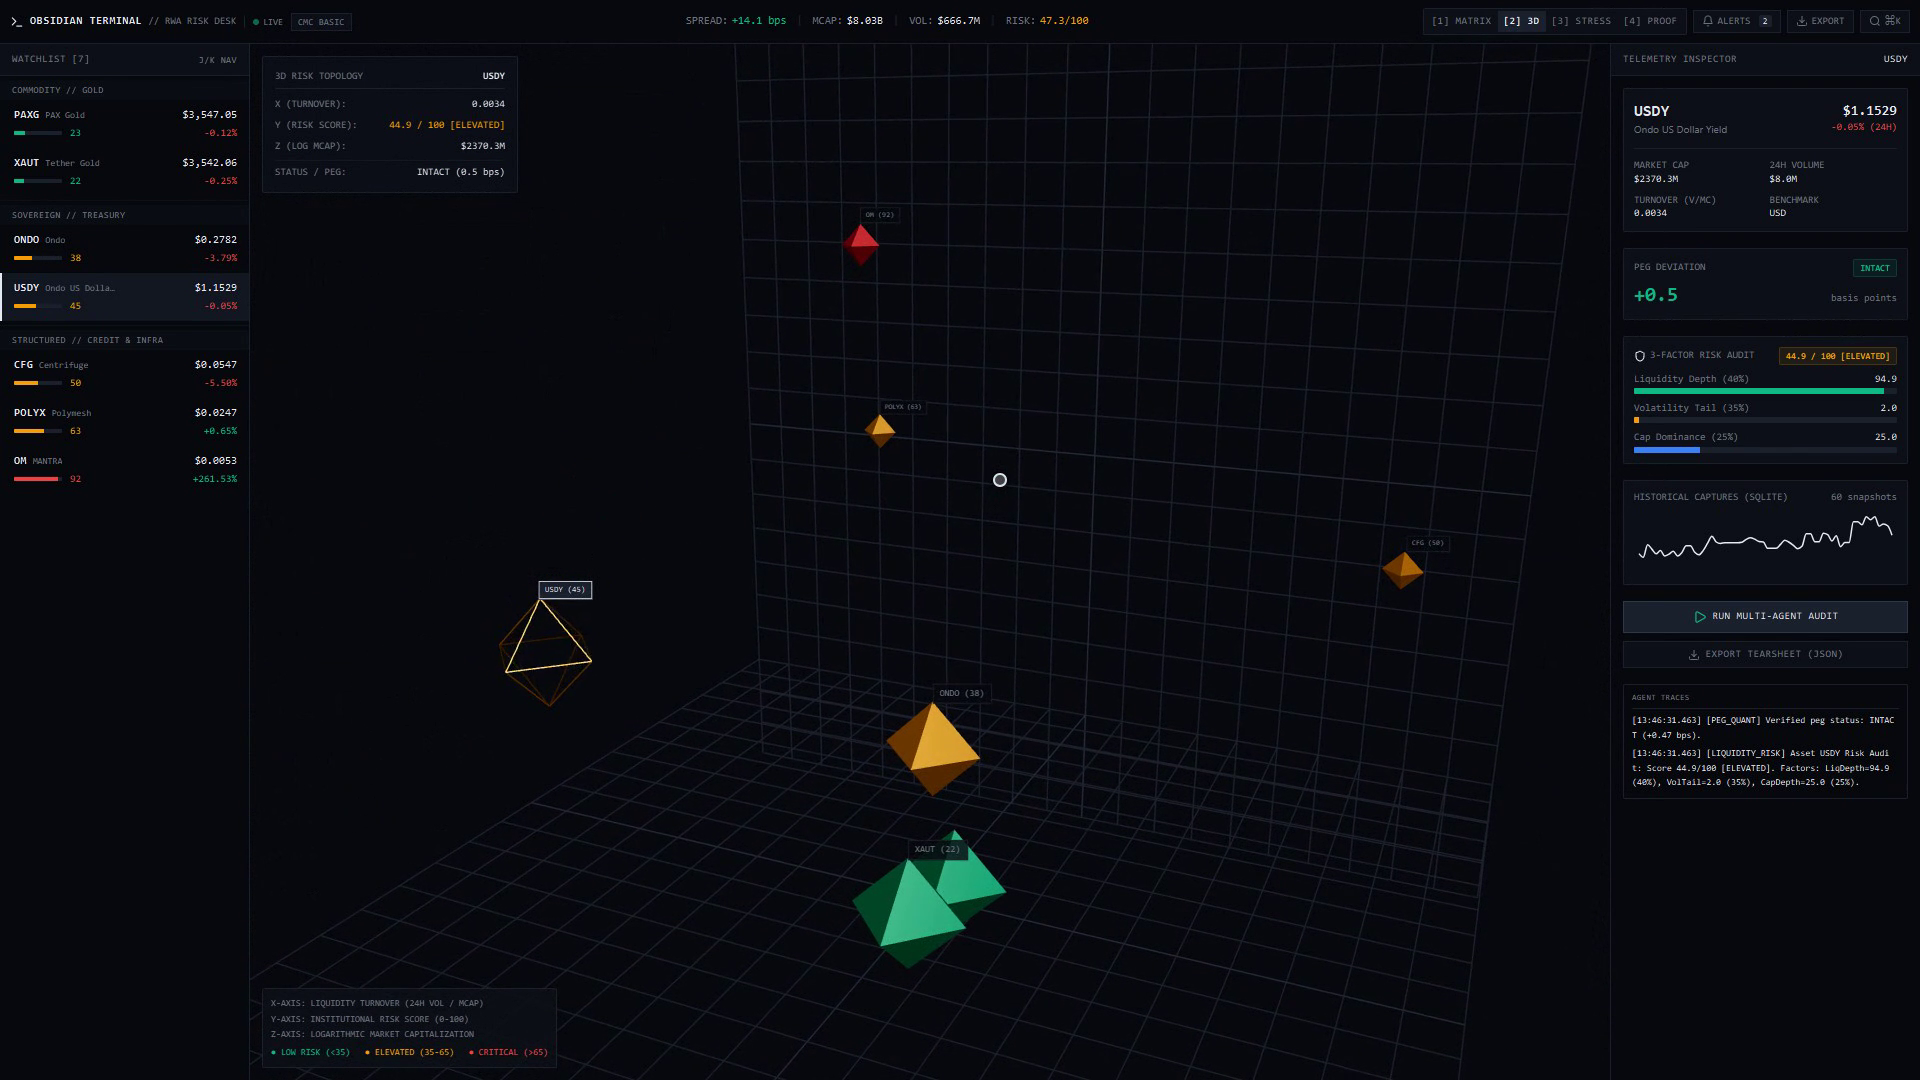 OBSIDIAN TERMINAL // RWA RISK DESK LIVE CMC BASIC
SPREAD: +14.1 bps MCAP: $8.03B VOL: $666.7M RISK: 47.3/100
[1] MATRIX [2] 3D [3] STRESS [4] PROOF ALERTS 2 EXPORT ⌘K
WATCHLIST [7] J/K NAV
COMMODITY // GOLD
PAXG PAX Gold $3,547.05
23 -0.12%
XAUT Tether Gold $3,542.06
22 -0.25%
SOVEREIGN // TREASURY
ONDO Ondo $0.2782
38 -3.79%
USDY Ondo US Dolla… $1.1529
45 -0.05%
STRUCTURED // CREDIT & INFRA
CFG Centrifuge $0.0547
50 -5.50%
POLYX Polymesh $0.0247
63 +0.65%
OM MANTRA $0.0053
92 +261.53%
3D RISK TOPOLOGY USDY
X (TURNOVER): 0.0034
Y (RISK SCORE): 44.9 / 100 [ELEVATED]
Z (LOG MCAP): $2370.3M
STATUS / PEG: INTACT (0.5 bps)
OM (92)
POLYX (63)
CFG (50)
USDY (45)
ONDO (38)
XAUT (22)
X-AXIS: LIQUIDITY TURNOVER (24H VOL / MCAP)
Y-AXIS: INSTITUTIONAL RISK SCORE (0-100)
Z-AXIS: LOGARITHMIC MARKET CAPITALIZATION
● LOW RISK (<35) ● ELEVATED (35-65) ● CRITICAL (>65)
TELEMETRY INSPECTOR USDY
USDY $1.1529
Ondo US Dollar Yield -0.05% (24H)
MARKET CAP 24H VOLUME
$2370.3M $8.0M
TURNOVER (V/MC) BENCHMARK
0.0034 USD
PEG DEVIATION INTACT
+0.5 basis points
3-FACTOR RISK AUDIT 44.9 / 100 [ELEVATED]
Liquidity Depth (40%) 94.9
Volatility Tail (35%) 2.0
Cap Dominance (25%) 25.0
HISTORICAL CAPTURES (SQLITE) 60 snapshots
RUN MULTI-AGENT AUDIT
EXPORT TEARSHEET (JSON)
AGENT TRACES
[13:46:31.463] [PEG_QUANT] Verified peg status: INTAC
T (+0.47 bps).
[13:46:31.463] [LIQUIDITY_RISK] Asset USDY Risk Audi
t: Score 44.9/100 [ELEVATED]. Factors: LiqDepth=94.9
(40%), VolTail=2.0 (35%), CapDepth=25.0 (25%).